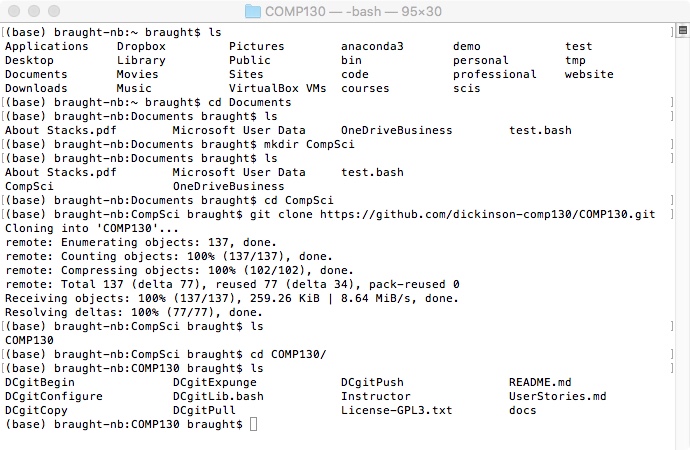 COMP130 — -bash — 95×30
(base) braught-nb:~ braught$ ls
Applications    Dropbox         Pictures        anaconda3       demo            test
Desktop         Library         Public          bin             personal        tmp
Documents       Movies          Sites           code            professional    website
Downloads       Music           VirtualBox VMs  courses         scis
(base) braught-nb:~ braught$ cd Documents
(base) braught-nb:Documents braught$ ls
About Stacks.pdf        Microsoft User Data     OneDriveBusiness        test.bash
(base) braught-nb:Documents braught$ mkdir CompSci
(base) braught-nb:Documents braught$ ls
About Stacks.pdf        Microsoft User Data     test.bash
CompSci                 OneDriveBusiness
(base) braught-nb:Documents braught$ cd CompSci
(base) braught-nb:CompSci braught$ git clone https://github.com/dickinson-comp130/COMP130.git
Cloning into 'COMP130'...
remote: Enumerating objects: 137, done.
remote: Counting objects: 100% (137/137), done.
remote: Compressing objects: 100% (102/102), done.
remote: Total 137 (delta 77), reused 77 (delta 34), pack-reused 0
Receiving objects: 100% (137/137), 259.26 KiB | 8.64 MiB/s, done.
Resolving deltas: 100% (77/77), done.
(base) braught-nb:CompSci braught$ ls
COMP130
(base) braught-nb:CompSci braught$ cd COMP130/
(base) braught-nb:COMP130 braught$ ls
DCgitBegin              DCgitExpunge            DCgitPush               README.md
DCgitConfigure          DCgitLib.bash           Instructor              UserStories.md
DCgitCopy               DCgitPull               License-GPL3.txt        docs
(base) braught-nb:COMP130 braught$